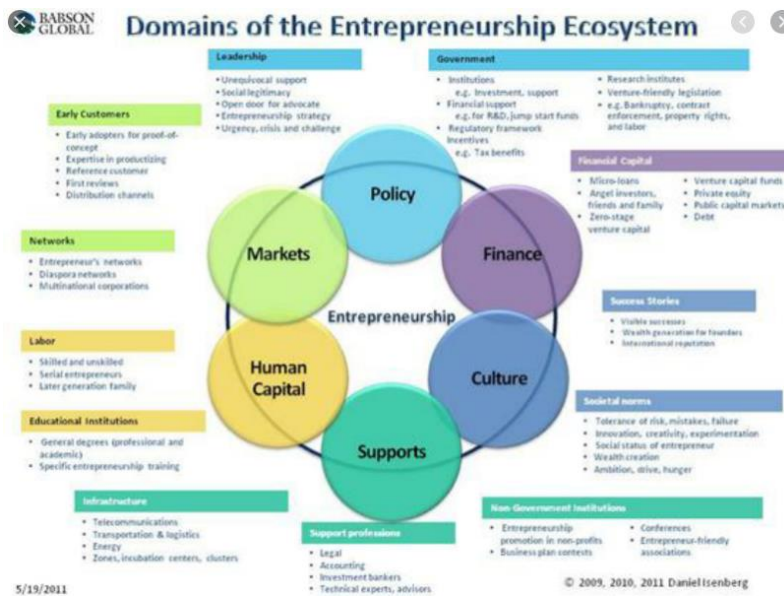 BABSON
GLOBAL
Domains of the Entrepreneurship Ecosystem
Leadership
• Unequivocal support
• Social legitimacy
• Open door for advocate
• Entrepreneurship strategy
• Urgency, crisis and challenge
Government
• Institutions
e.g. Investment, support
• Financial support
e.g. for R&D, jump start funds
• Regulatory framework
Incentives
e.g. Tax benefits
• Research institutes
• Venture-friendly legislation
• e.g. Bankruptcy, contract
enforcement, property rights,
and labor
Early Customers
• Early adopters for proof-of-
concept
• Expertise in productizing
• Reference customer
• First reviews
• Distribution channels
Financial Capital
• Micro-loans
• Angel investors,
friends and family
• Zero-stage
venture capital
• Venture capital funds
• Private equity
• Public capital markets
• Debt
Networks
• Entrepreneur's networks
• Diaspora networks
• Multinational corporations
Policy
Markets
Finance
Entrepreneurship
Human
Capital
Culture
Supports
Success Stories
• Visible successes
• Wealth generation for founders
• International reputation
Labor
• Skilled and unskilled
• Serial entrepreneurs
• Later generation family
Societal norms
• Tolerance of risk, mistakes, failure
• Innovation, creativity, experimentation
• Social status of entrepreneur
• Wealth creation
• Ambition, drive, hunger
Educational Institutions
• General degrees (professional and
academic)
• Specific entrepreneurship training
Infrastructure
• Telecommunications
• Transportation & logistics
• Energy
• Zones, incubation centers, clusters
Support professions
• Legal
• Accounting
• Investment bankers
• Technical experts, advisors
Non-Government Institutions
• Entrepreneurship
promotion in non-profits
• Business plan contests
• Conferences
• Entrepreneur-friendly
associations
5/19/2011
© 2009, 2010, 2011 Daniel Isenberg